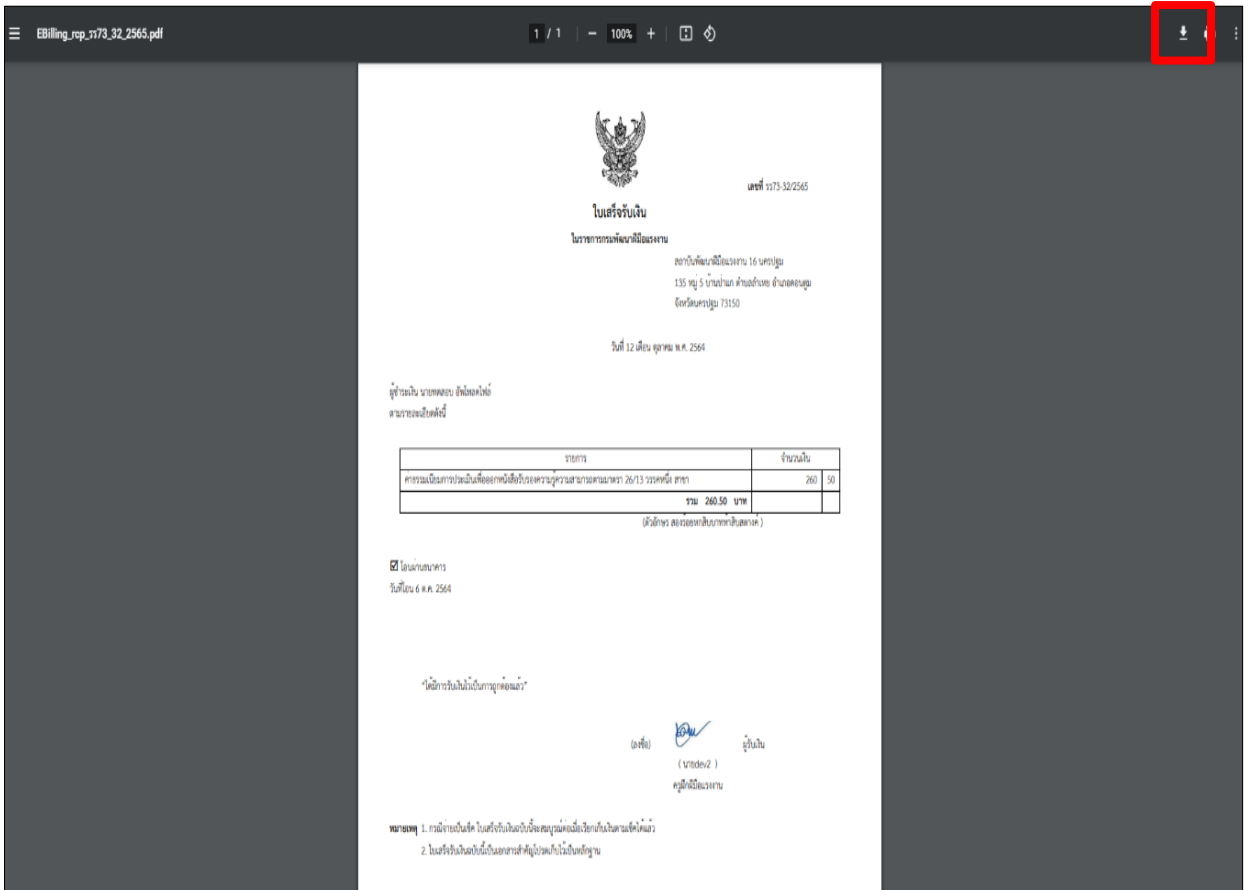 EBilling_rcp_รร73_32_2565.pdf
1 / 1
100%
เลขที่ รร73-32/2565
ใบเสร็จรับเงิน
ในราชการกรมพัฒนาฝีมือแรงงาน
สถาบันพัฒนาฝีมือแรงงาน 16 นครปฐม
135 หมู่ 5 บ้านป่าแก ตำบลลำเหย อำเภอดอนตูม
จังหวัดนครปฐม 73150
วันที่ 12 เดือน ตุลาคม พ.ศ. 2564
ผู้ชำระเงิน นายทดสอบ อัพโหลดไฟล์
ตามรายละเอียดดังนี้
รายการ จำนวนเงิน
ค่าธรรมเนียมการประเมินเพื่อออกหนังสือรับรองความรู้ความสามารถตามมาตรา 26/13 วรรคหนึ่ง สาขา 260 50
รวม 260.50 บาท
(ตัวอักษร สองร้อยหกสิบบาทห้าสิบสตางค์ )
☑ โอนผ่านธนาคาร
วันที่โอน 6 ต.ค. 2564
"ได้มีการรับเงินไว้เป็นการถูกต้องแล้ว"
(ลงชื่อ) ผู้รับเงิน
( นายdev2 )
ครูฝึกฝีมือแรงงาน
หมายเหตุ 1. กรณีจ่ายเป็นเช็ค ใบเสร็จรับเงินฉบับนี้จะสมบูรณ์ต่อเมื่อเรียกเก็บเงินตามเช็คได้แล้ว
2. ใบเสร็จรับเงินฉบับนี้เป็นเอกสารสำคัญโปรดเก็บไว้เป็นหลักฐาน